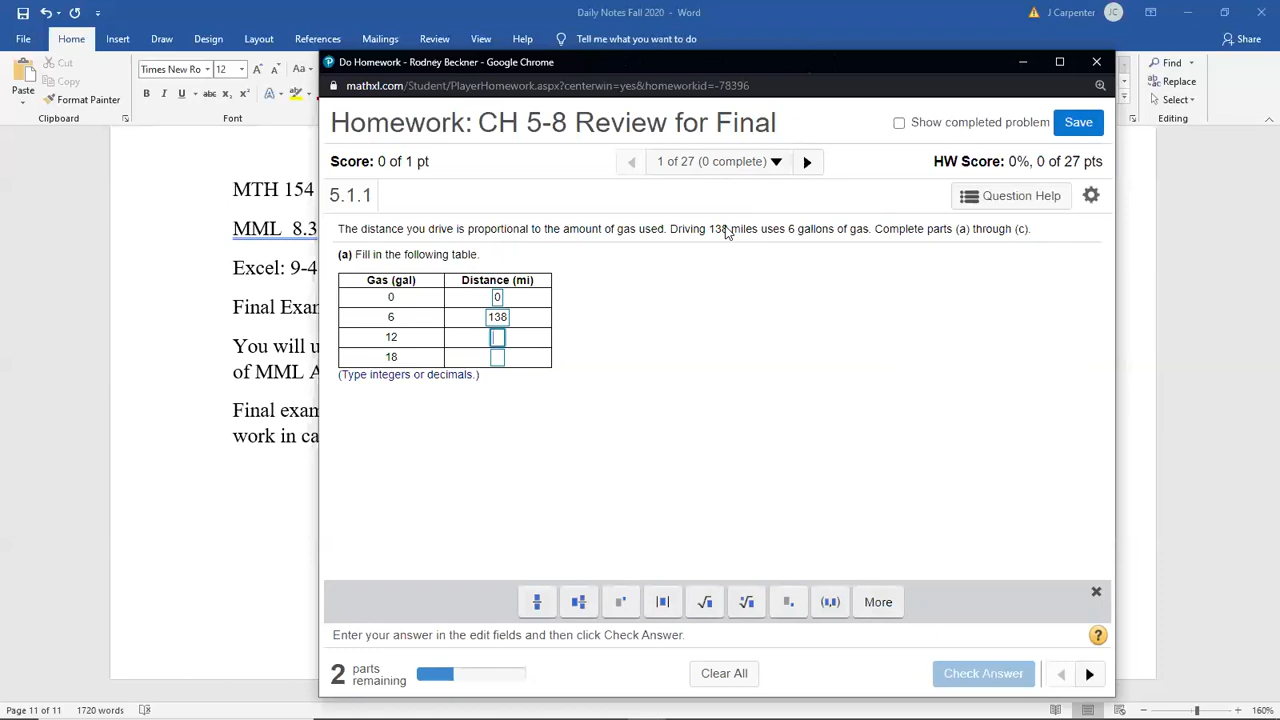 Daily Notes Fall 2020 - Word
J Carpenter JC
File Home Insert Draw Design Layout References Mailings Review View Help Tell me what you want to do Share
Paste
Cut
Copy
Format Painter
Clipboard
Times New Ro 12 A A Aa
B I U
Font
Find
Replace
Select
Editing
Do Homework - Rodney Beckner - Google Chrome
mathxl.com/Student/PlayerHomework.aspx?centerwin=yes&homeworkid=-78396
Homework: CH 5-8 Review for Final
Show completed problem Save
Score: 0 of 1 pt
1 of 27 (0 complete)
HW Score: 0%, 0 of 27 pts
5.1.1
Question Help
The distance you drive is proportional to the amount of gas used. Driving 138 miles uses 6 gallons of gas. Complete parts (a) through (c).
(a) Fill in the following table.
Gas (gal) Distance (mi)
0 0
6 138
12
18
(Type integers or decimals.)
More
Enter your answer in the edit fields and then click Check Answer.
?
2 parts remaining
Clear All
Check Answer
MTH 154
MML 8.3
Excel: 9-4
Final Exa
You will u
of MML A
Final exa
work in ca
Page 11 of 11 1720 words
160%